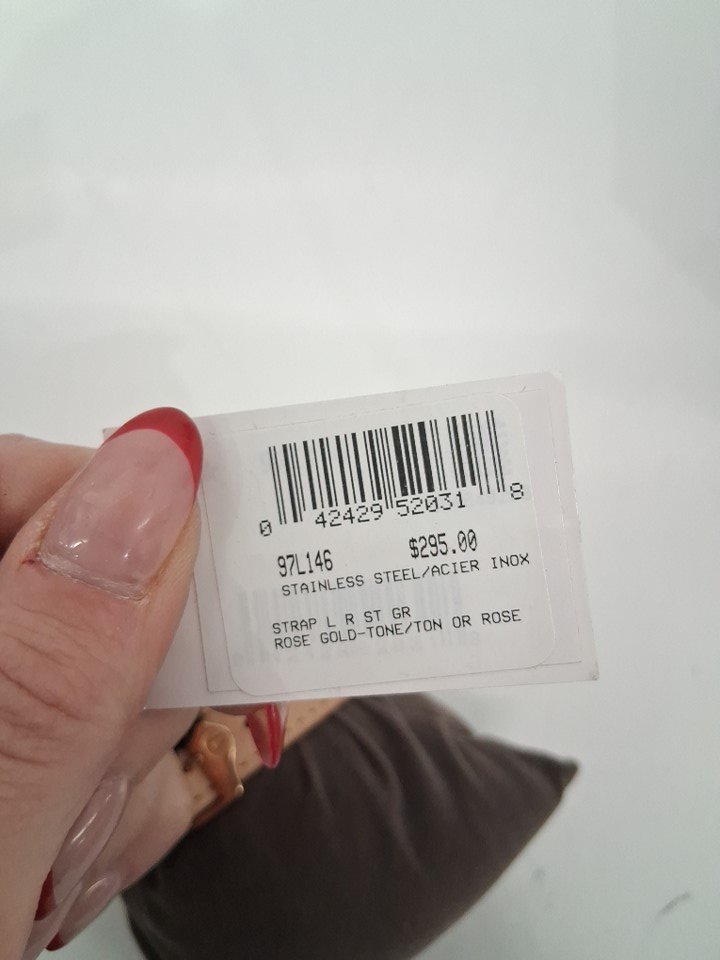 0 42429 52031 8
97L146 $295.00
STAINLESS STEEL/ACIER INOX
STRAP L R ST GR
ROSE GOLD-TONE/TON OR ROSE